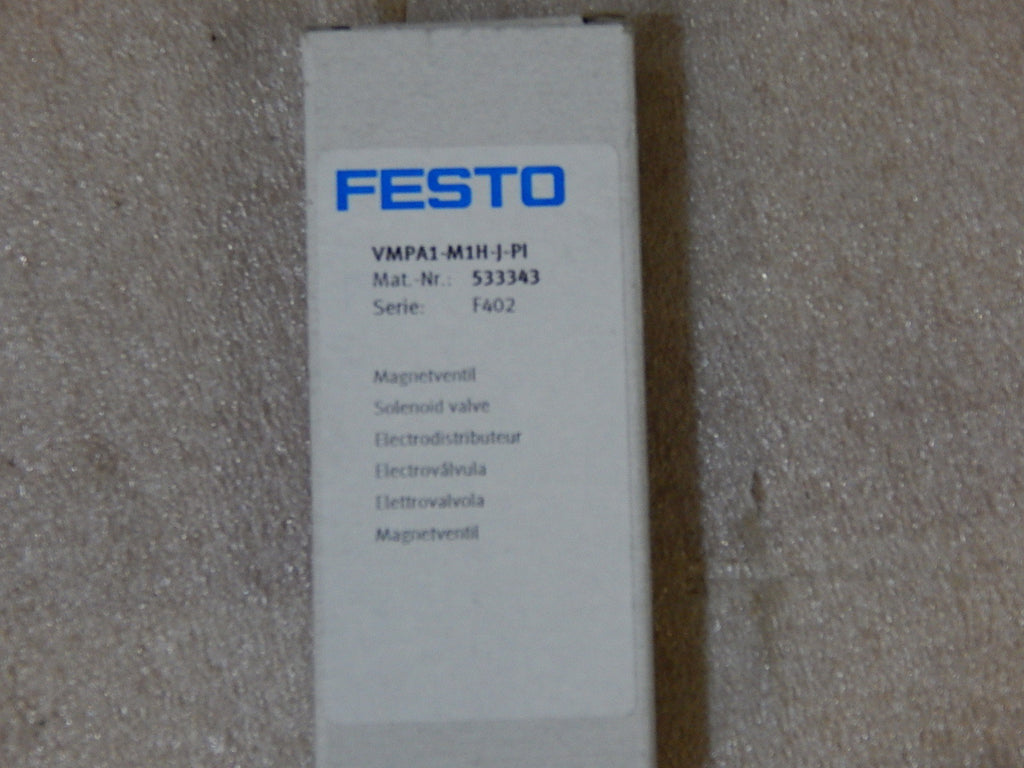 FESTO
VMPA1-M1H-J-PI
Mat.-Nr.: 533343
Serie: F402
Magnetventil
Solenoid valve
Electrodistributeur
Electroválvula
Elettrovalvola
Magnetventil